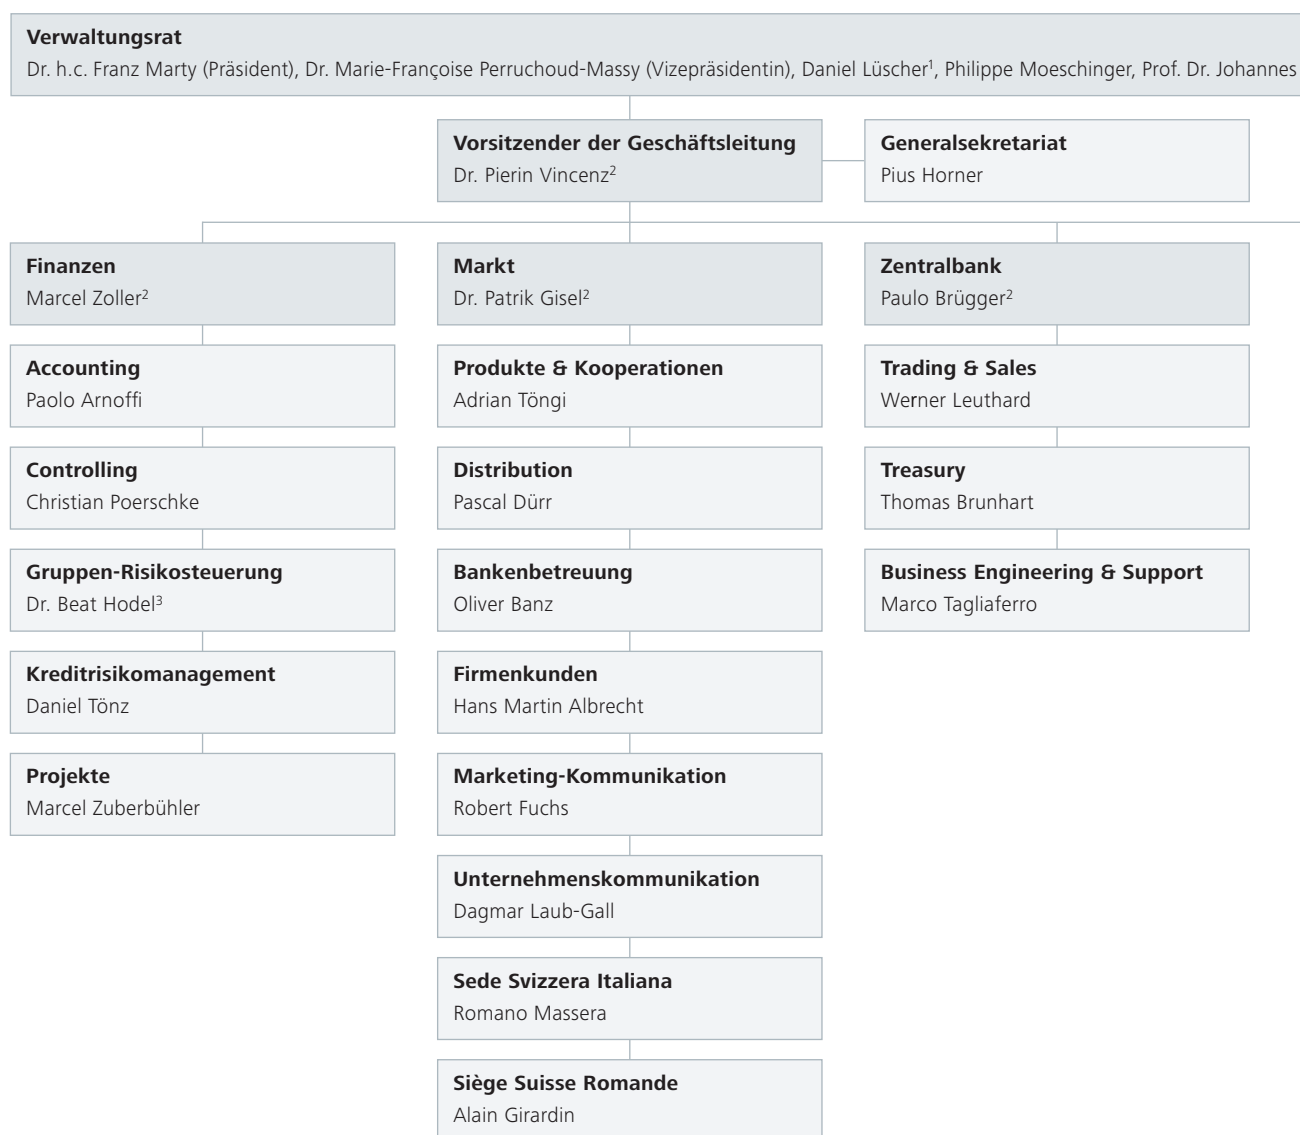 Verwaltungsrat
Dr. h.c. Franz Marty (Präsident), Dr. Marie-Françoise Perruchoud-Massy (Vizepräsidentin), Daniel Lüscher¹, Philippe Moeschinger, Prof. Dr. Johannes
Vorsitzender der Geschäftsleitung
Dr. Pierin Vincenz²
Generalsekretariat
Pius Horner
Finanzen
Marcel Zoller²
Accounting
Paolo Arnoffi
Controlling
Christian Poerschke
Gruppen-Risikosteuerung
Dr. Beat Hodel³
Kreditrisikomanagement
Daniel Tönz
Projekte
Marcel Zuberbühler
Markt
Dr. Patrik Gisel²
Produkte & Kooperationen
Adrian Töngi
Distribution
Pascal Dürr
Bankenbetreuung
Oliver Banz
Firmenkunden
Hans Martin Albrecht
Marketing-Kommunikation
Robert Fuchs
Unternehmenskommunikation
Dagmar Laub-Gall
Sede Svizzera Italiana
Romano Massera
Siège Suisse Romande
Alain Girardin
Zentralbank
Paulo Brügger²
Trading & Sales
Werner Leuthard
Treasury
Thomas Brunhart
Business Engineering & Support
Marco Tagliaferro